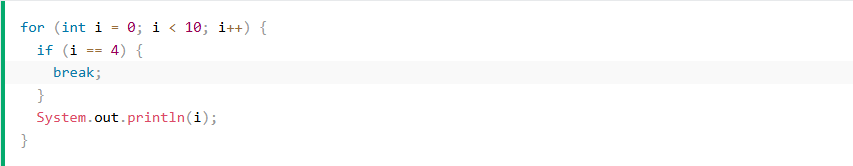 for (int i = 0; i < 10; i++) {
  if (i == 4) {
    break;
  }
  System.out.println(i);
}